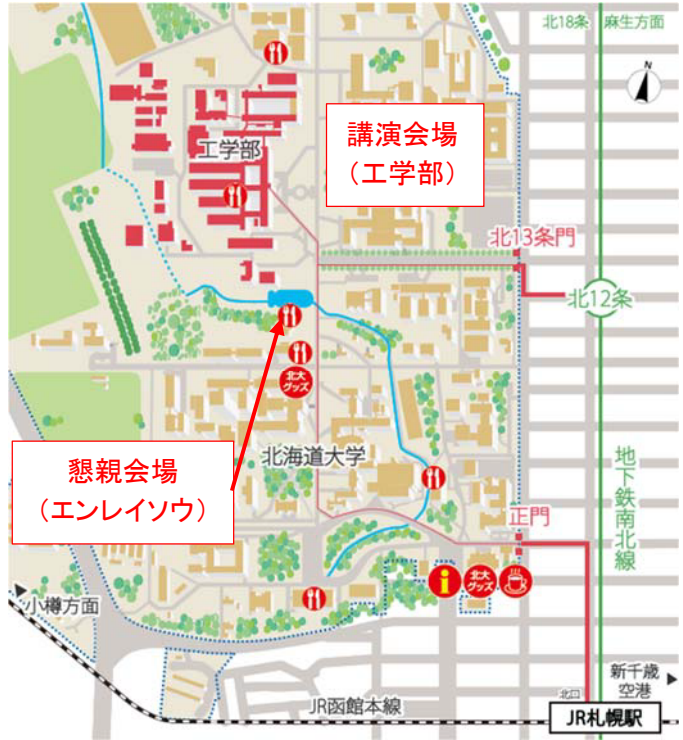 北18条
麻生方面
N
講演会場
（工学部）
工学部
北13条門
北12条
北大
グッズ
懇親会場
（エンレイソウ）
北海道大学
地下鉄南北線
正門
i
北大
グッズ
小樽方面
新千歳
空港
北口
JR函館本線
JR札幌駅